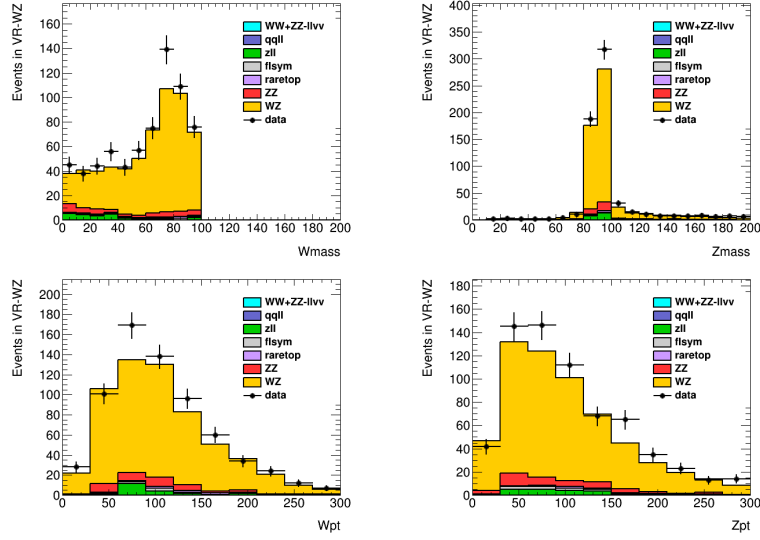 Events in VR-WZ
160
140
120
100
80
60
40
20
0
0 20 40 60 80 100 120 140 160 180 200
Wmass
WW+ZZ-llvv
qqll
zll
flsym
raretop
ZZ
WZ
data
Events in VR-WZ
400
350
300
250
200
150
100
50
0
0 20 40 60 80 100 120 140 160 180 200
Zmass
WW+ZZ-llvv
qqll
zll
flsym
raretop
ZZ
WZ
data
Events in VR-WZ
200
180
160
140
120
100
80
60
40
20
0
0 50 100 150 200 250 300
Wpt
WW+ZZ-llvv
qqll
zll
flsym
raretop
ZZ
WZ
data
Events in VR-WZ
180
160
140
120
100
80
60
40
20
0
0 50 100 150 200 250 300
Zpt
WW+ZZ-llvv
qqll
zll
flsym
raretop
ZZ
WZ
data